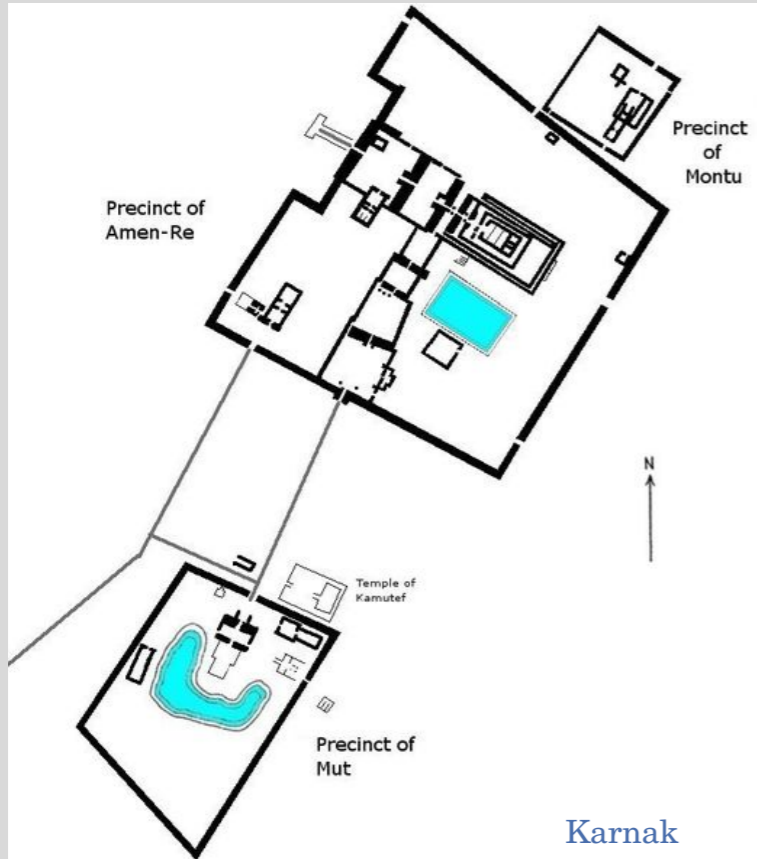 Precinct
of
Montu
Precinct of
Amen-Re
N
Temple of
Kamutef
Precinct of
Mut
Karnak